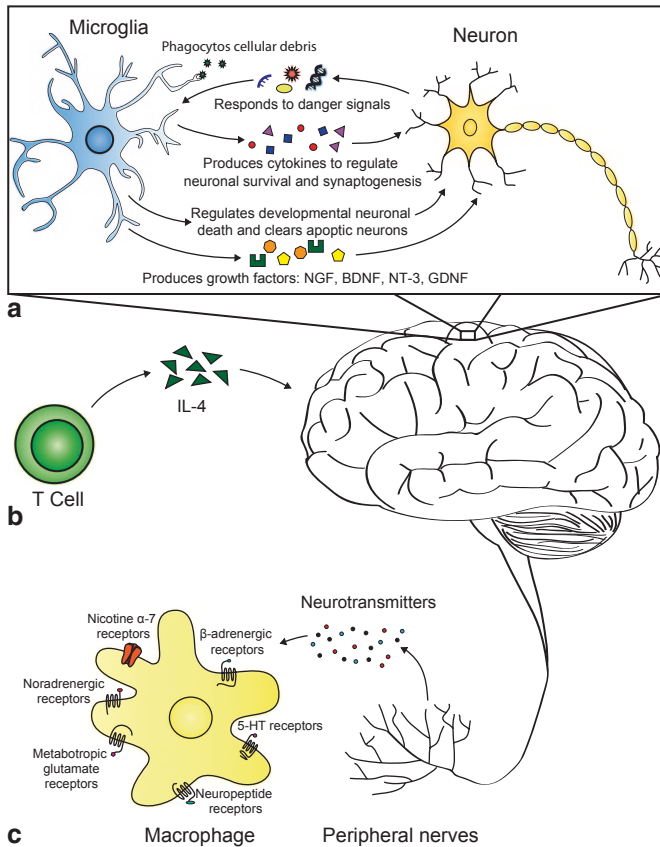 Microglia
Neuron
Phagocytos cellular debris
Responds to danger signals
Produces cytokines to regulate
neuronal survival and synaptogenesis
Regulates developmental neuronal
death and clears apoptic neurons
Produces growth factors: NGF, BDNF, NT-3, GDNF
a
IL-4
T Cell
b
Neurotransmitters
Nicotine α-7
receptors
β-adrenergic
receptors
Noradrenergic
receptors
5-HT receptors
Metabotropic
glutamate
receptors
Neuropeptide
receptors
c
Macrophage
Peripheral nerves